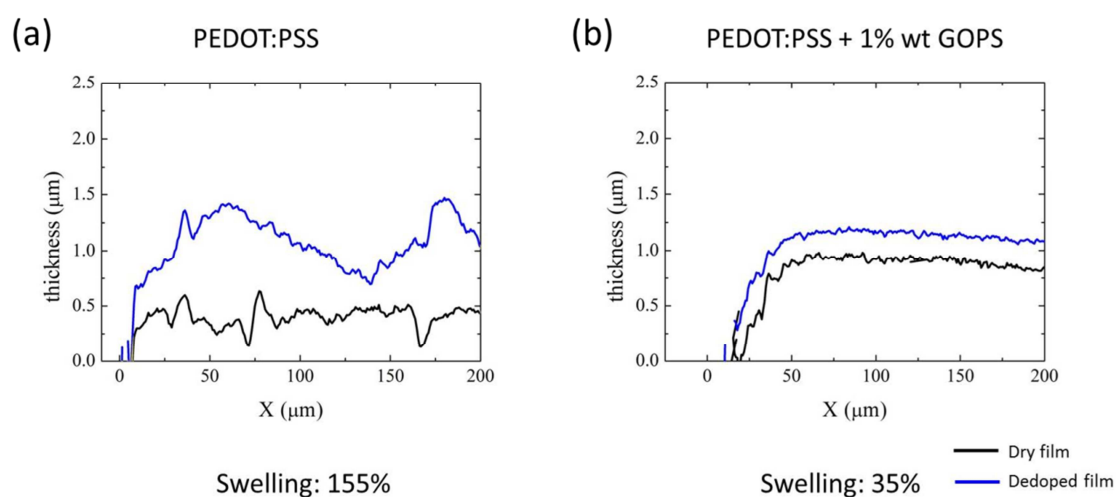 (a)
PEDOT:PSS
2.5
2.0
1.5
1.0
0.5
0.0
thickness (μm)
0
50
100
150
200
X (μm)
Swelling: 155%
(b)
PEDOT:PSS + 1% wt GOPS
2.5
2.0
1.5
1.0
0.5
0.0
thickness (μm)
0
50
100
150
200
X (μm)
Swelling: 35%
Dry film
Dedoped film